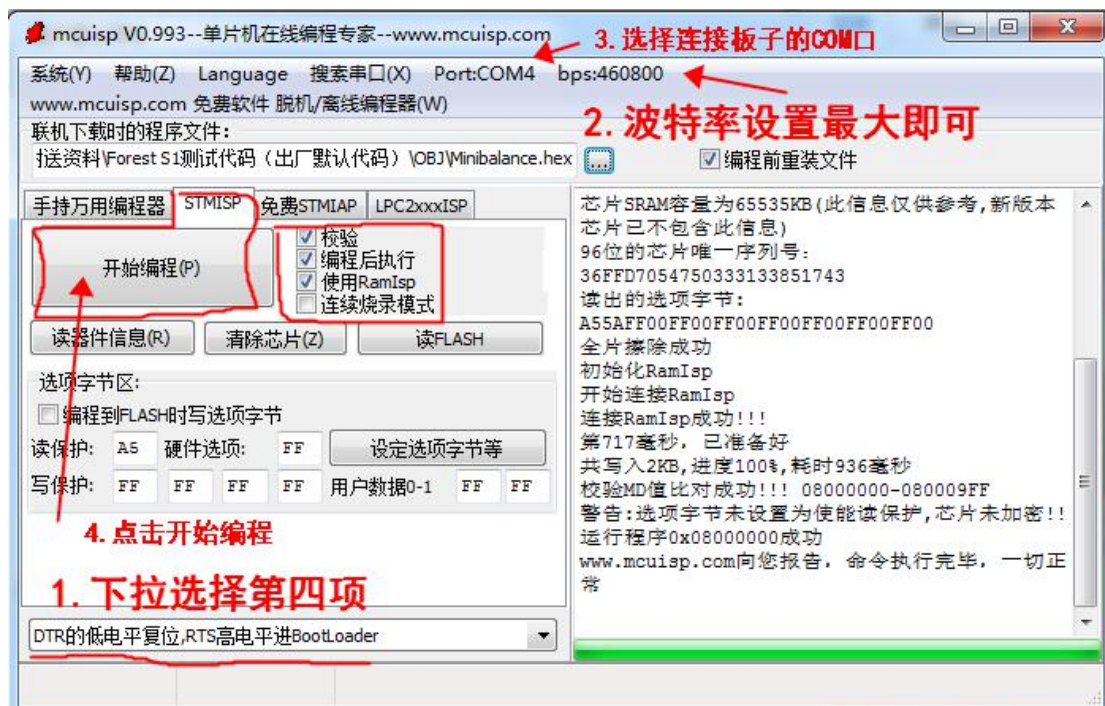 mcuisp V0.993--单片机在线编程专家--www.mcuisp.com
3. 选择连接板子的COM口
系统(Y) 帮助(Z) Language 搜索串口(X) Port:COM4 bps:460800
www.mcuisp.com 免费软件 脱机/离线编程器(W)
2. 波特率设置最大即可
联机下载时的程序文件：
送资料\Forest S1测试代码（出厂默认代码）\OBJ\Minibalance.hex ... 编程前重装文件
手持万用编程器 STMISP 免费STMIAP LPC2xxxISP
开始编程(P)
校验
编程后执行
使用RamIsp
连续烧录模式
读器件信息(R) 清除芯片(Z) 读FLASH
选项字节区:
编程到FLASH时写选项字节
读保护: A5 硬件选项: FF 设定选项字节等
写保护: FF FF FF FF 用户数据0-1 FF FF
4. 点击开始编程
1. 下拉选择第四项
DTR的低电平复位,RTS高电平进BootLoader
芯片SRAM容量为65535KB(此信息仅供参考,新版本
芯片已不包含此信息)
96位的芯片唯一序列号:
36FFD7054750333133851743
读出的选项字节:
A55AFF00FF00FF00FF00FF00FF00FF00
全片擦除成功
初始化RamIsp
开始连接RamIsp
连接RamIsp成功!!!
第717毫秒，已准备好
共写入2KB,进度100%,耗时936毫秒
校验MD值比对成功!!! 08000000-080009FF
警告:选项字节未设置为使能读保护,芯片未加密!!
运行程序0x08000000成功
www.mcuisp.com向您报告，命令执行完毕，一切正
常